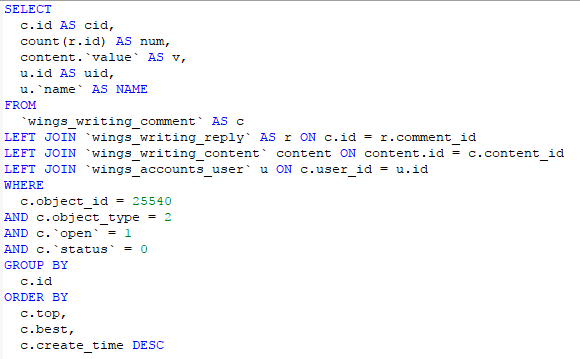 SELECT
  c.id AS cid,
  count(r.id) AS num,
  content.`value` AS v,
  u.id AS uid,
  u.`name` AS NAME
FROM
  `wings_writing_comment` AS c
LEFT JOIN `wings_writing_reply` AS r ON c.id = r.comment_id
LEFT JOIN `wings_writing_content` content ON content.id = c.content_id
LEFT JOIN `wings_accounts_user` u ON c.user_id = u.id
WHERE
  c.object_id = 25540
AND c.object_type = 2
AND c.`open` = 1
AND c.`status` = 0
GROUP BY
  c.id
ORDER BY
  c.top,
  c.best,
  c.create_time DESC